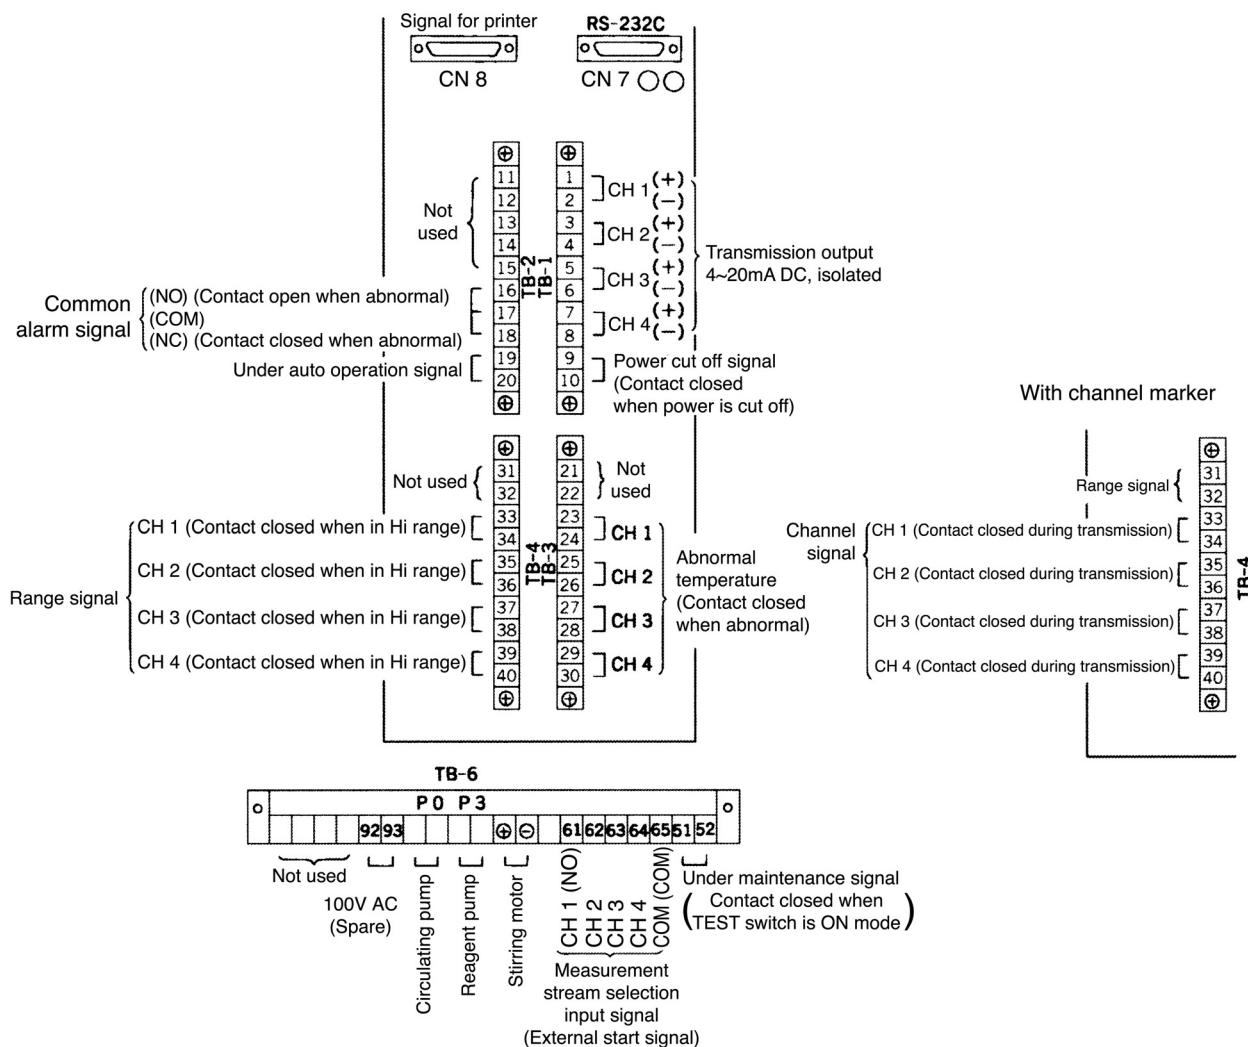 Signal for printer
RS-232C
CN 8
CN 7
11
12
13
14
15
16
17
18
19
20
Not
used
Common
alarm signal
(NO) (Contact open when abnormal)
(COM)
(NC) (Contact closed when abnormal)
Under auto operation signal
TB-2
TB-1
1
2
3
4
5
6
7
8
9
10
CH 1 (+)
(−)
CH 2 (+)
(−)
CH 3 (+)
(−)
CH 4 (+)
(−)
Transmission output
4~20mA DC, isolated
Power cut off signal
(Contact closed
when power is cut off)
31
32
33
34
35
36
37
38
39
40
Not used
Range signal
CH 1 (Contact closed when in Hi range)
CH 2 (Contact closed when in Hi range)
CH 3 (Contact closed when in Hi range)
CH 4 (Contact closed when in Hi range)
TB-4
TB-3
21
22
23
24
25
26
27
28
29
30
Not
used
CH 1
CH 2
CH 3
CH 4
Abnormal
temperature
(Contact closed
when abnormal)
With channel marker
31
32
33
34
35
36
37
38
39
40
TB-4
Range signal
Channel
signal
CH 1 (Contact closed during transmission)
CH 2 (Contact closed during transmission)
CH 3 (Contact closed during transmission)
CH 4 (Contact closed during transmission)
TB-6
P 0 P 3
92 93 + − 61 62 63 64 65 51 52
Not used
100V AC
(Spare)
Circulating pump
Reagent pump
Stirring motor
CH 1 (NO)
CH 2
CH 3
CH 4
COM (COM)
Measurement
stream selection
input signal
(External start signal)
Under maintenance signal
(Contact closed when
TEST switch is ON mode)